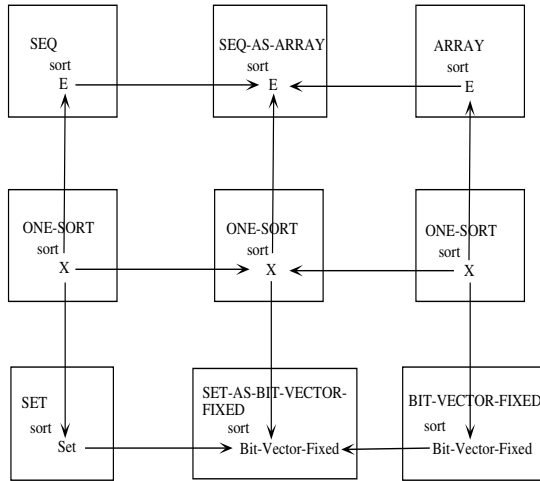 SEQ
sort
E
SEQ-AS-ARRAY
sort
E
ARRAY
sort
E
ONE-SORT
sort
X
ONE-SORT
sort
X
ONE-SORT
sort
X
SET
sort
Set
SET-AS-BIT-VECTOR-
FIXED
sort
Bit-Vector-Fixed
BIT-VECTOR-FIXED
sort
Bit-Vector-Fixed